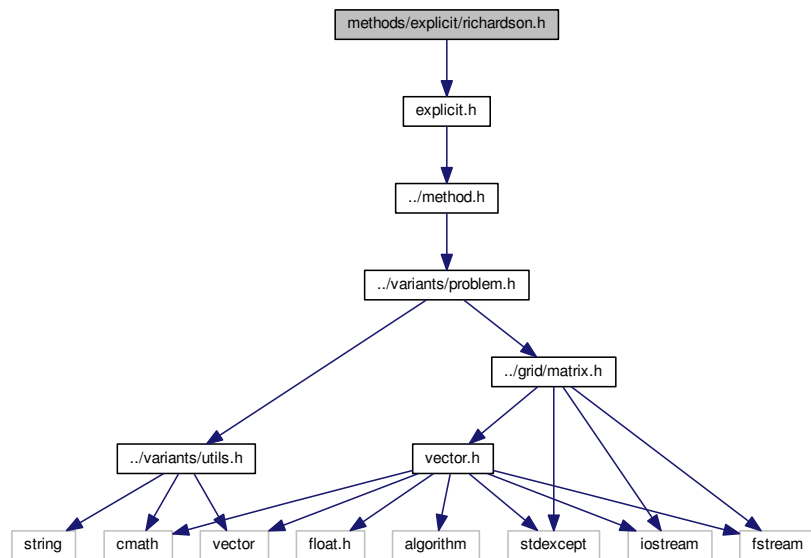 methods/explicit/richardson.h
explicit.h
../method.h
../variants/problem.h
../grid/matrix.h
../variants/utils.h
vector.h
string
cmath
vector
float.h
algorithm
stdexcept
iostream
fstream